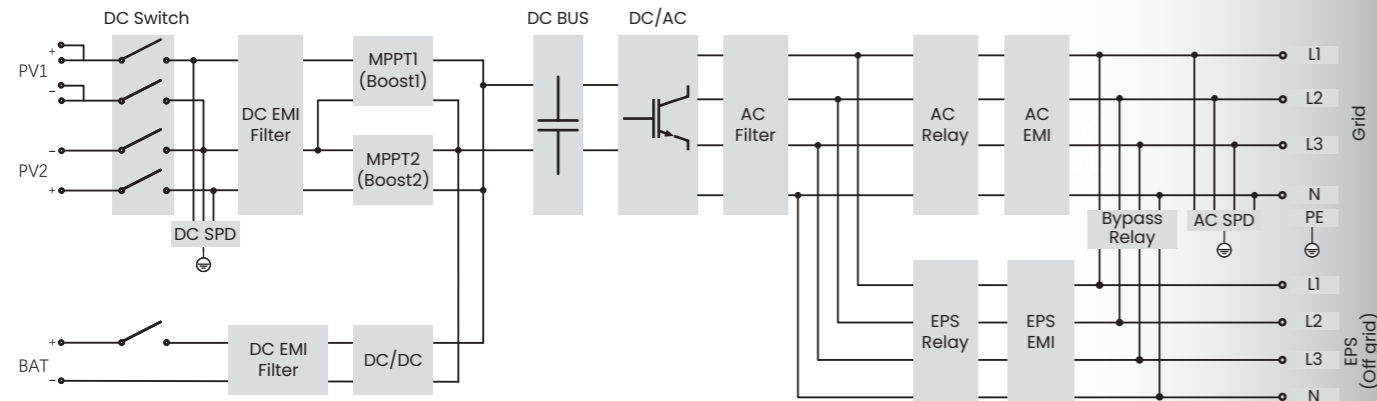 DC Switch
DC BUS
DC/AC
+
PV1
−
−
PV2
+
DC EMI
Filter
MPPT1
(Boost1)
MPPT2
(Boost2)
DC SPD
AC
Filter
AC
Relay
AC
EMI
L1
L2
L3
N
PE
Grid
Bypass
Relay
AC SPD
+
BAT
−
DC EMI
Filter
DC/DC
EPS
Relay
EPS
EMI
L1
L2
L3
N
EPS
(Off grid)